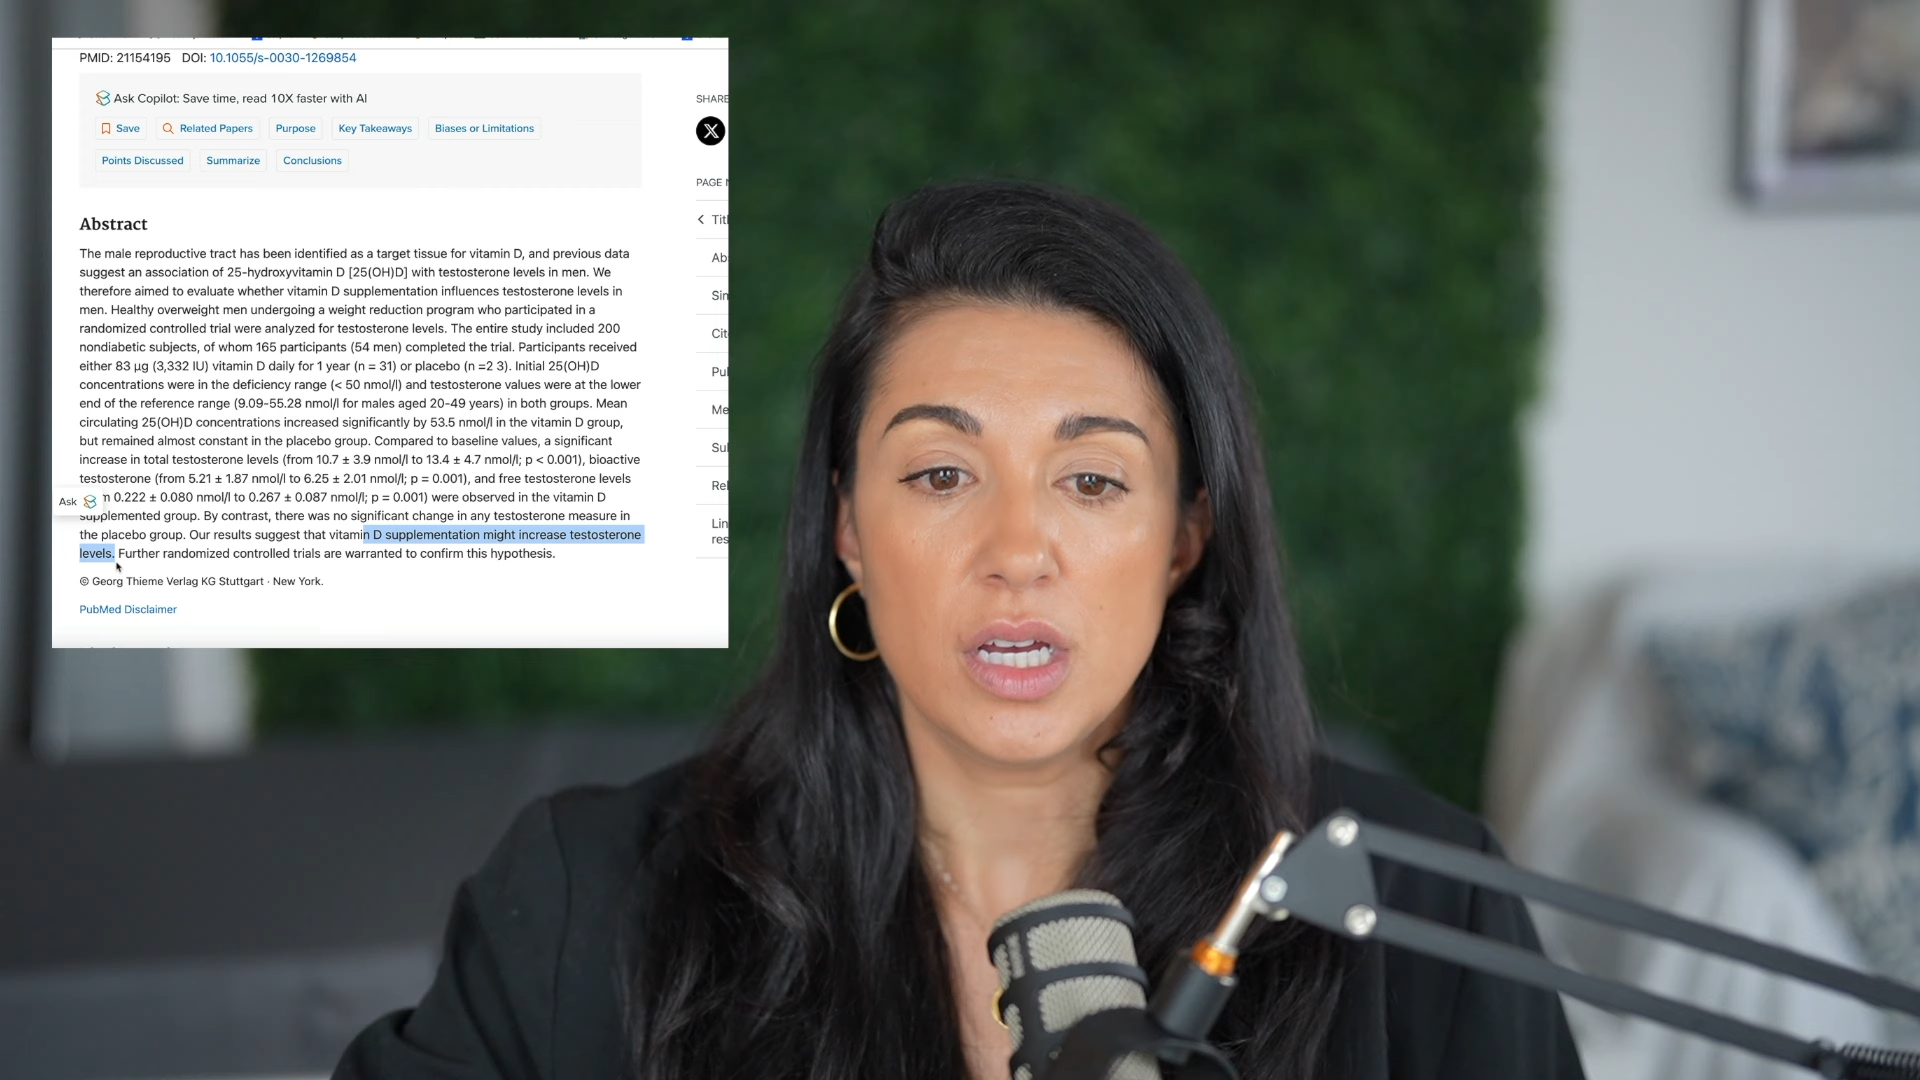 PMID: 21154195 DOI: 10.1055/s-0030-1269854
Ask Copilot: Save time, read 10X faster with AI
Save Related Papers Purpose Key Takeaways Biases or Limitations
Points Discussed Summarize Conclusions
Abstract
The male reproductive tract has been identified as a target tissue for vitamin D, and previous data
suggest an association of 25-hydroxyvitamin D [25(OH)D] with testosterone levels in men. We
therefore aimed to evaluate whether vitamin D supplementation influences testosterone levels in
men. Healthy overweight men undergoing a weight reduction program who participated in a
randomized controlled trial were analyzed for testosterone levels. The entire study included 200
nondiabetic subjects, of whom 165 participants (54 men) completed the trial. Participants received
either 83 μg (3,332 IU) vitamin D daily for 1 year (n = 31) or placebo (n =2 3). Initial 25(OH)D
concentrations were in the deficiency range (< 50 nmol/l) and testosterone values were at the lower
end of the reference range (9.09-55.28 nmol/l for males aged 20-49 years) in both groups. Mean
circulating 25(OH)D concentrations increased significantly by 53.5 nmol/l in the vitamin D group,
but remained almost constant in the placebo group. Compared to baseline values, a significant
increase in total testosterone levels (from 10.7 ± 3.9 nmol/l to 13.4 ± 4.7 nmol/l; p < 0.001), bioactive
testosterone (from 5.21 ± 1.87 nmol/l to 6.25 ± 2.01 nmol/l; p = 0.001), and free testosterone levels
Ask
0.222 ± 0.080 nmol/l to 0.267 ± 0.087 nmol/l; p = 0.001) were observed in the vitamin D
supplemented group. By contrast, there was no significant change in any testosterone measure in
the placebo group. Our results suggest that vitamin D supplementation might increase testosterone
levels. Further randomized controlled trials are warranted to confirm this hypothesis.
© Georg Thieme Verlag KG Stuttgart · New York.
PubMed Disclaimer
SHARE
X
PAGE
Tit
Ab
Sin
Cit
Pu
Me
Su
Rel
Lin
res